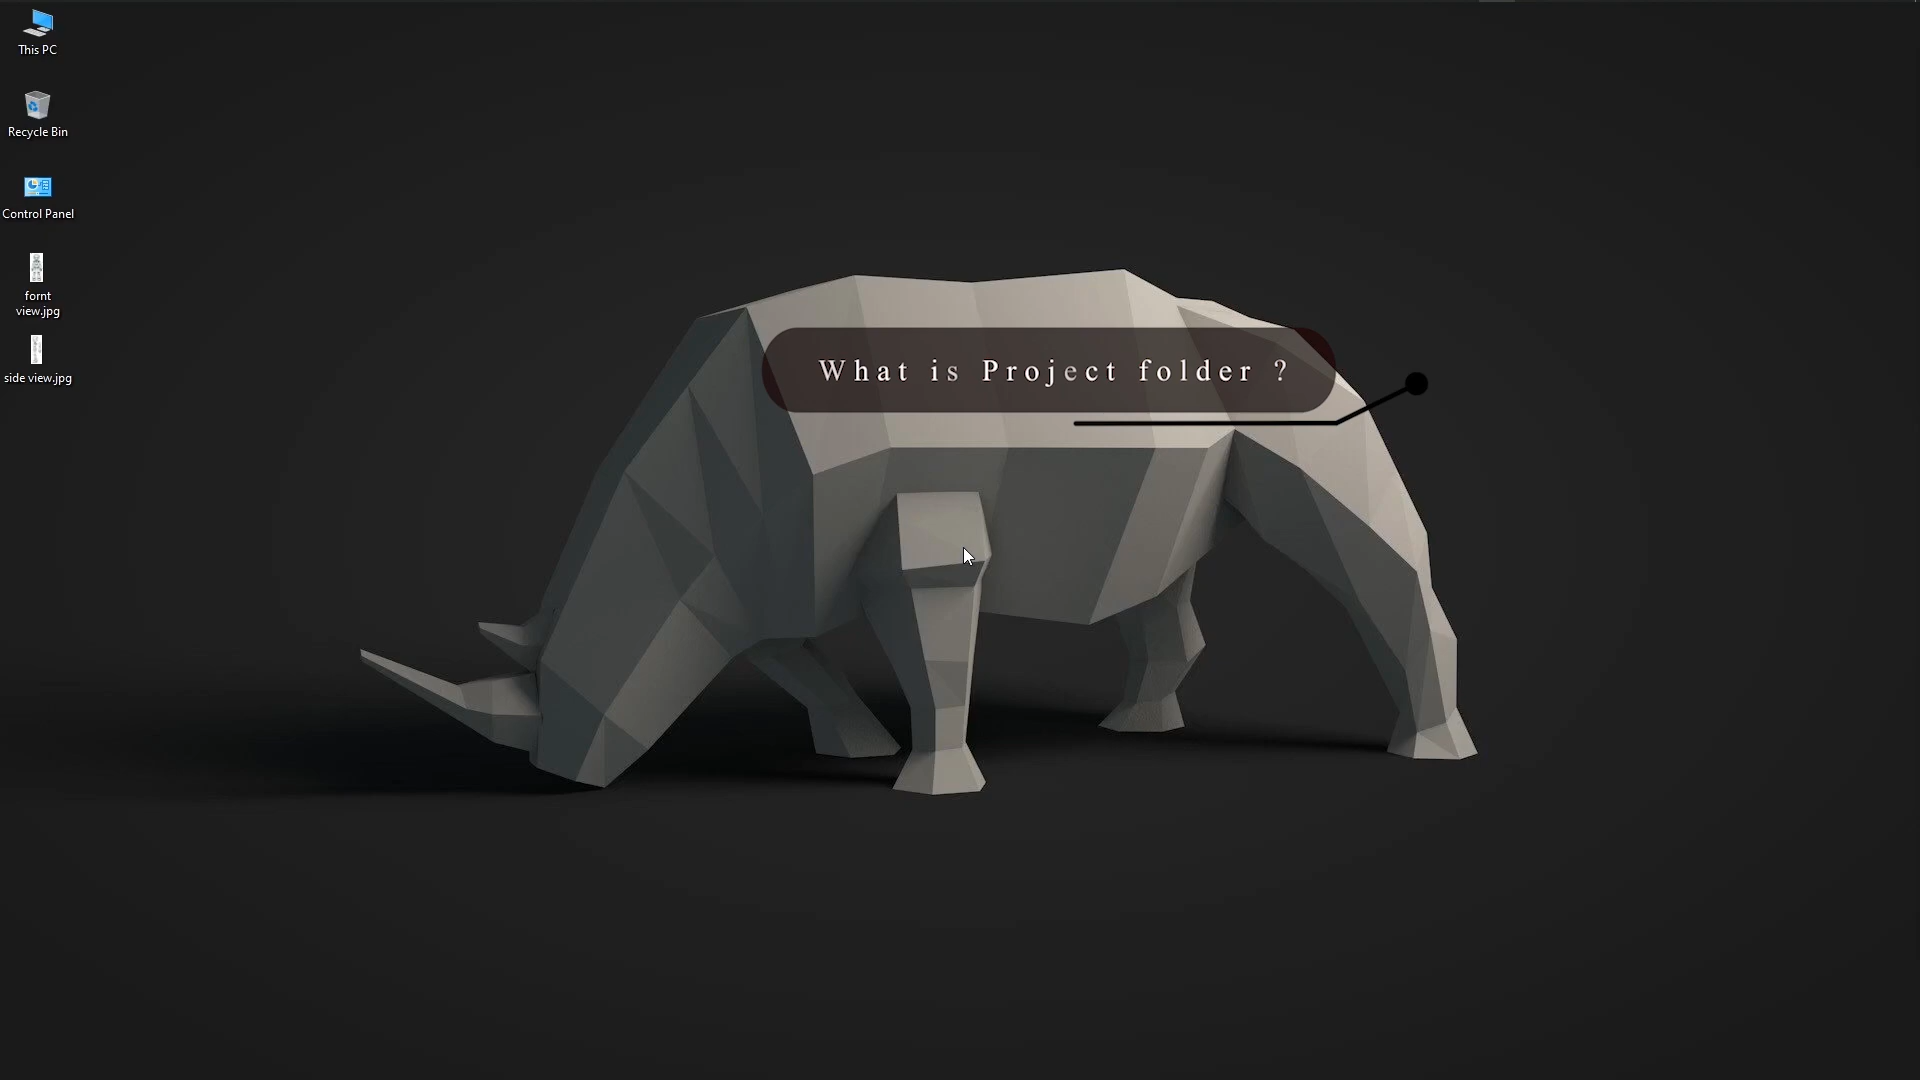 This PC
Recycle Bin
Control Panel
fornt
view.jpg
side view.jpg
What is Project folder ?